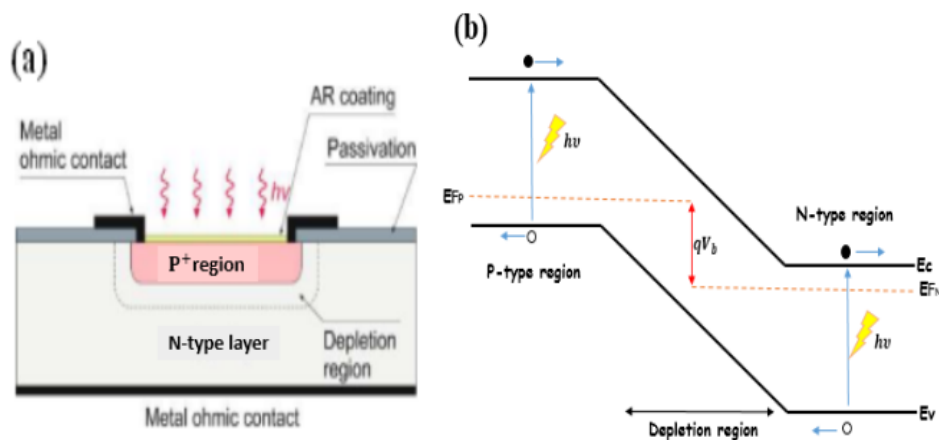 (a)
AR coating
Metal
ohmic contact
Passivation
hν
P⁺ region
N-type layer
Depletion
region
Metal ohmic contact
(b)
hν
EFP
N-type region
qV_b
P-type region
Ec
EFN
hν
Depletion region
Ev